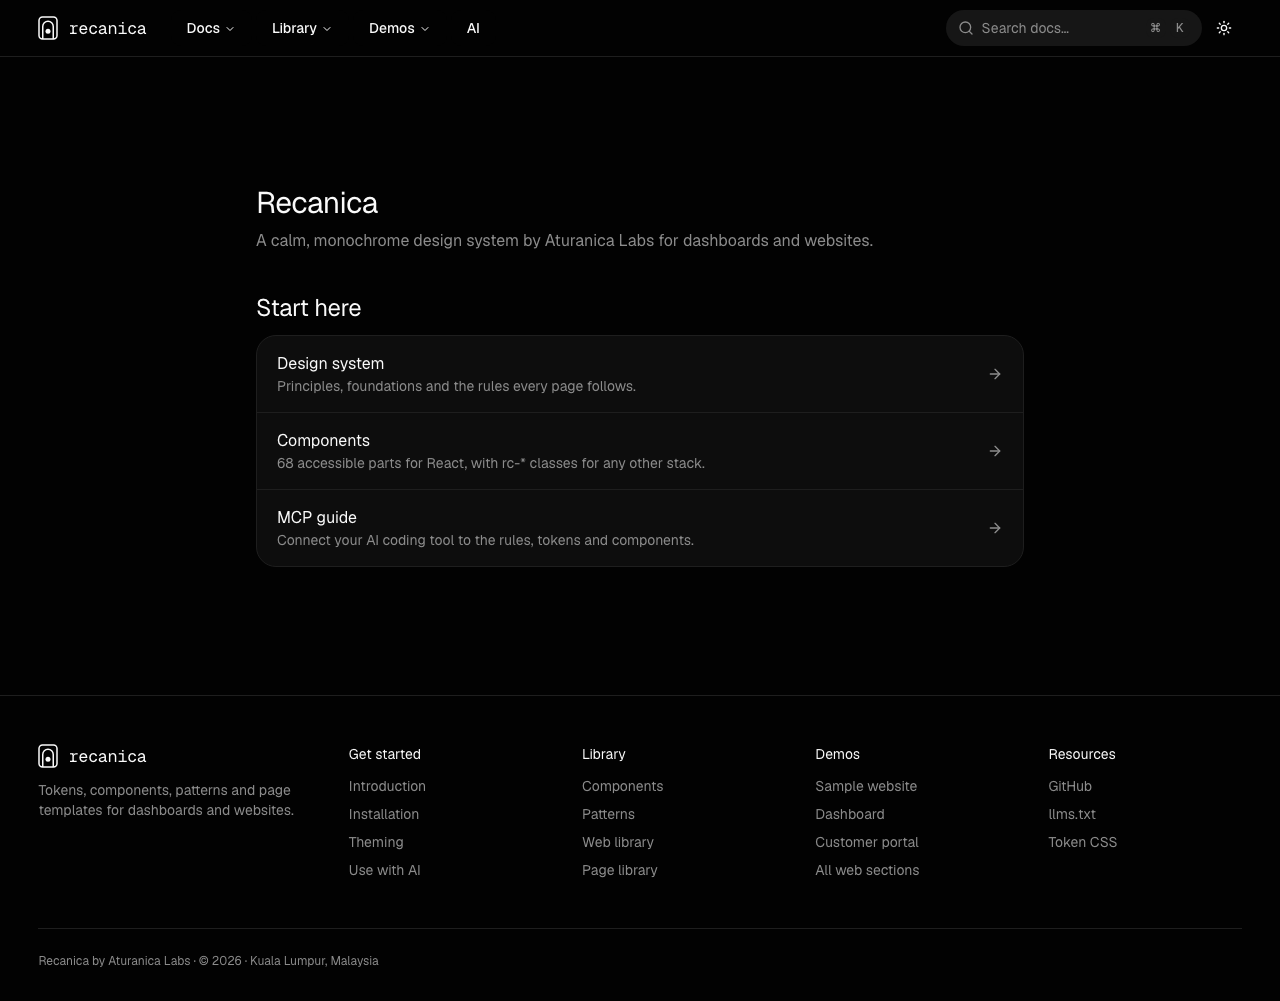 recanica
Docs
Library
Demos
AI
Search docs...
⌘ K
Recanica
A calm, monochrome design system by Aturanica Labs for dashboards and websites.
Start here
Design system
Principles, foundations and the rules every page follows.
Components
68 accessible parts for React, with rc-* classes for any other stack.
MCP guide
Connect your AI coding tool to the rules, tokens and components.
recanica
Tokens, components, patterns and page
templates for dashboards and websites.
Get started
Introduction
Installation
Theming
Use with AI
Library
Components
Patterns
Web library
Page library
Demos
Sample website
Dashboard
Customer portal
All web sections
Resources
GitHub
llms.txt
Token CSS
Recanica by Aturanica Labs · © 2026 · Kuala Lumpur, Malaysia